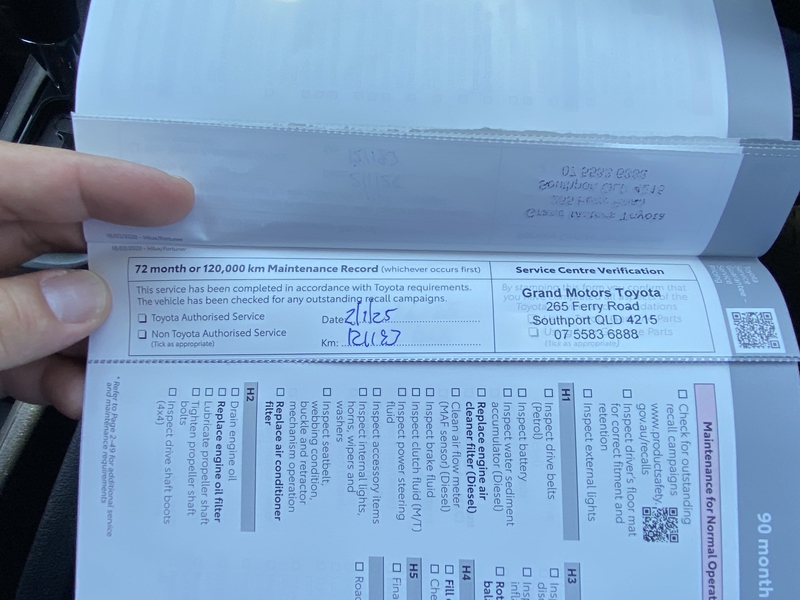 72 month or 120,000 km Maintenance Record (whichever occurs first)
This service has been completed in accordance with Toyota requirements.
The vehicle has been checked for any outstanding recall campaigns.
☐ Toyota Authorised Service
☐ Non Toyota Authorised Service
(Tick as appropriate)
Date: 2/1/25
Km: 121183
Service Centre Verification
Grand Motors Toyota
265 Ferry Road
Southport QLD 4215
07 5583 6888
90 month
Maintenance for Normal Operat
☐ Check for outstanding
recall campaigns
www.productsafety.
gov.au/recalls
☐ Inspect driver's floor mat
for correct fitment and
retention
☐ Inspect external lights
H1
☐ Inspect drive belts
(Petrol)
☐ Inspect battery
☐ Inspect water sediment
accumulator (Diesel)
☐ Replace engine air
cleaner filter (Diesel)
☐ Clean air flow meter
(MAF sensor) (Diesel)
☐ Inspect brake fluid
☐ Inspect clutch fluid (M/T)
☐ Inspect power steering
fluid
☐ Inspect accessory items
☐ Inspect internal lights,
horns, wipers and
washers
☐ Inspect seatbelt,
webbing condition,
buckle and retractor
mechanism operation
☐ Replace air conditioner
filter
H2
☐ Drain engine oil
☐ Replace engine oil filter
☐ Lubricate propeller shaft
☐ Tighten propeller shaft
bolts
☐ Inspect drive shaft boots
(4x4)
* Refer to Page 2-49 for additional service
and maintenance requirements
H3
H4
H5